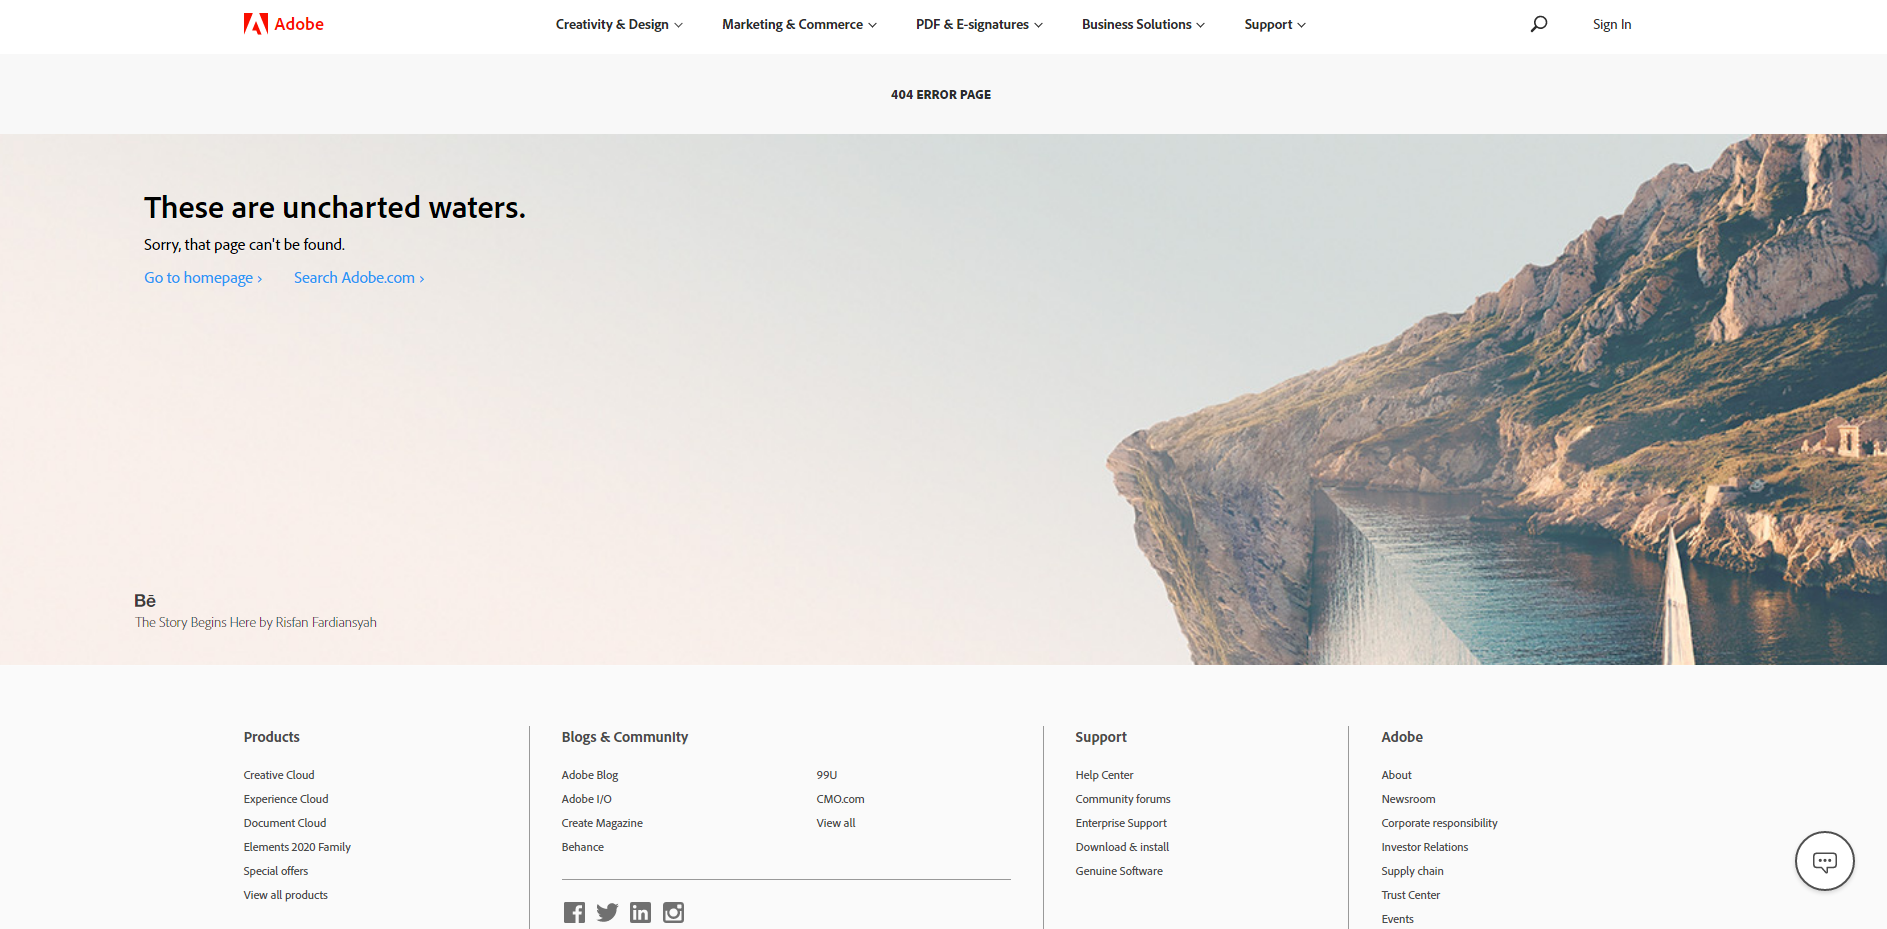 Adobe
Creativity & Design
Marketing & Commerce
PDF & E-signatures
Business Solutions
Support
Sign In
404 ERROR PAGE
These are uncharted waters.
Sorry, that page can't be found.
Go to homepage ›
Search Adobe.com ›
Bē
The Story Begins Here by Risfan Fardiansyah
Products
Creative Cloud
Experience Cloud
Document Cloud
Elements 2020 Family
Special offers
View all products
Blogs & Community
Adobe Blog
Adobe I/O
Create Magazine
Behance
99U
CMO.com
View all
Support
Help Center
Community forums
Enterprise Support
Download & install
Genuine Software
Adobe
About
Newsroom
Corporate responsibility
Investor Relations
Supply chain
Trust Center
Events